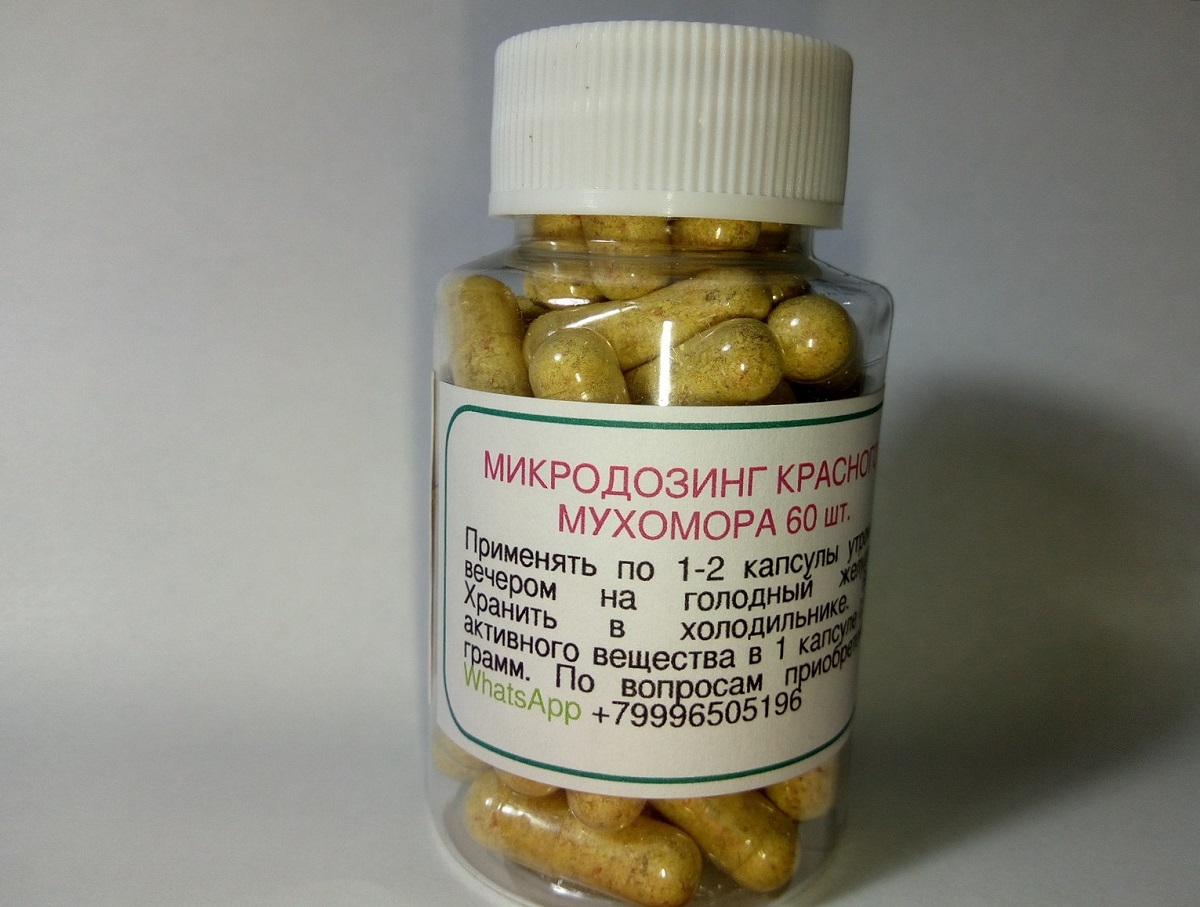 МИКРОДОЗИНГ
МУХОМОРА 60 шт.
Применять по 1-2 капсулы
вечером на голодный
Хранить в холодильнике.
активного вещества в 1 капсуле
грамм. По вопросам
WhatsApp +79996505196